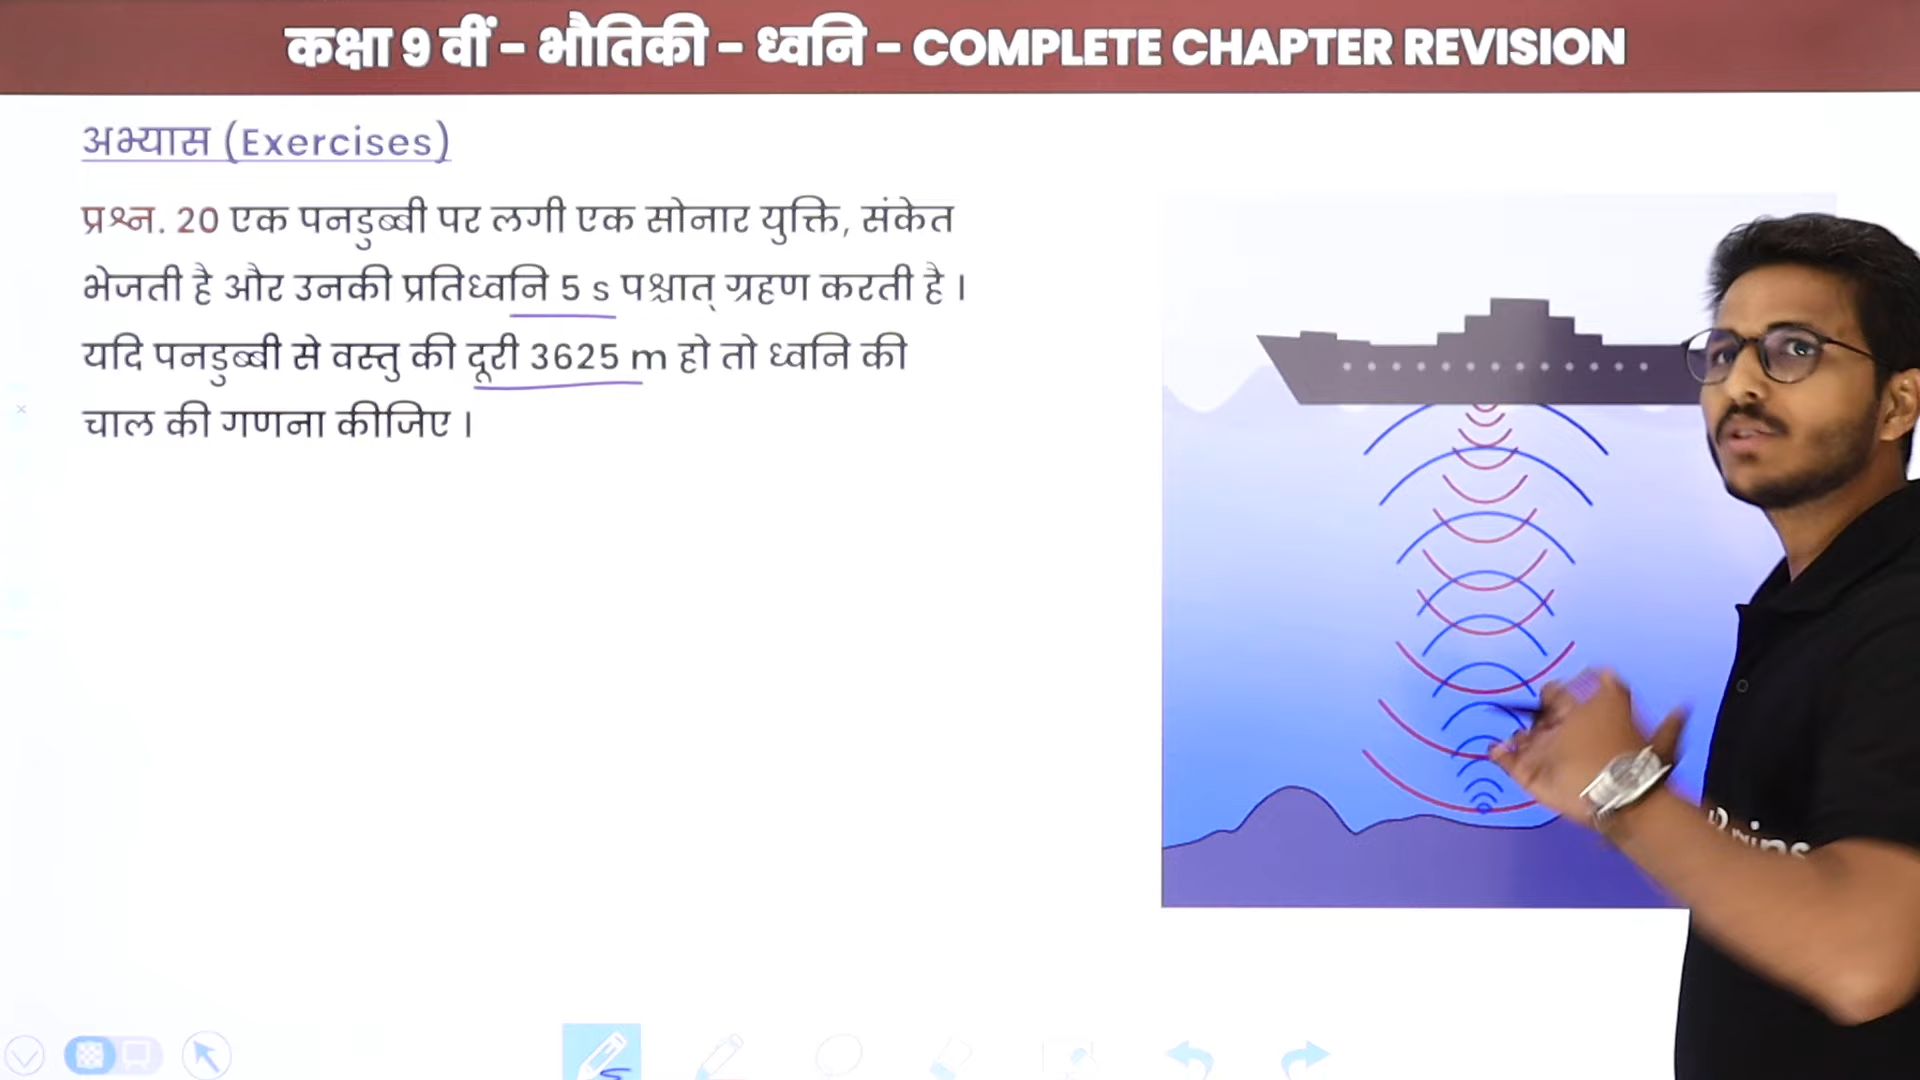 कक्षा 9 वीं - भौतिकी - ध्वनि - COMPLETE CHAPTER REVISION
अभ्यास (Exercises)
प्रश्न. 20 एक पनडुब्बी पर लगी एक सोनार युक्ति, संकेत
भेजती है और उनकी प्रतिध्वनि 5 s पश्चात् ग्रहण करती है ।
यदि पनडुब्बी से वस्तु की दूरी 3625 m हो तो ध्वनि की
चाल की गणना कीजिए ।